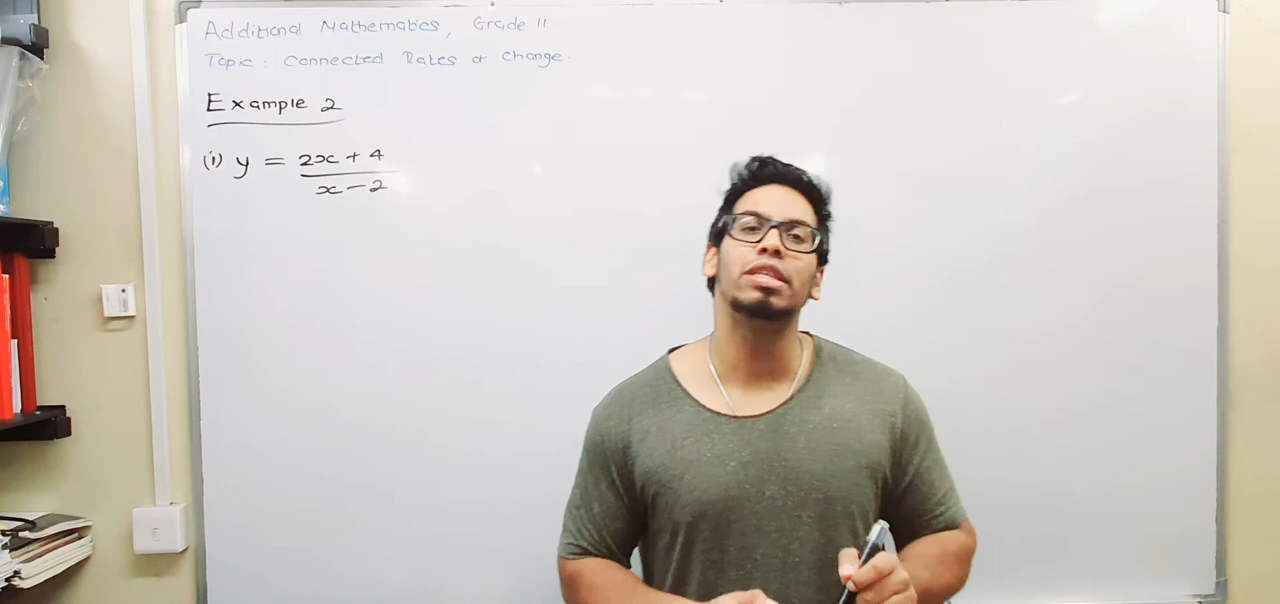 Additional Mathematics, Grade 11.
Topic: Connected Rates of Change.
Example 2
(i) y = 2x + 4
x - 2